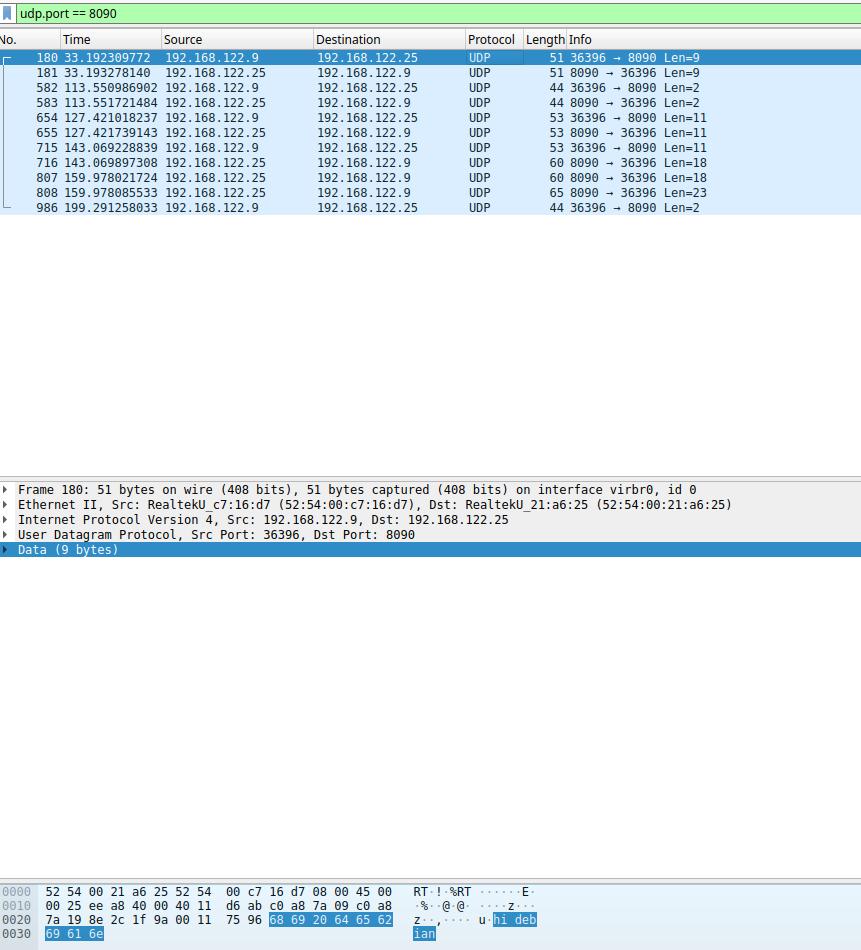 udp.port == 8090
No. Time Source Destination Protocol Length Info
180 33.192309772 192.168.122.9 192.168.122.25 UDP 51 36396 → 8090 Len=9
181 33.193278140 192.168.122.25 192.168.122.9 UDP 51 8090 → 36396 Len=9
582 113.550986902 192.168.122.9 192.168.122.25 UDP 44 36396 → 8090 Len=2
583 113.551721484 192.168.122.25 192.168.122.9 UDP 44 8090 → 36396 Len=2
654 127.421018237 192.168.122.9 192.168.122.25 UDP 53 36396 → 8090 Len=11
655 127.421739143 192.168.122.25 192.168.122.9 UDP 53 8090 → 36396 Len=11
715 143.069228839 192.168.122.9 192.168.122.25 UDP 53 36396 → 8090 Len=11
716 143.069897308 192.168.122.25 192.168.122.9 UDP 60 8090 → 36396 Len=18
807 159.978021724 192.168.122.25 192.168.122.9 UDP 60 8090 → 36396 Len=18
808 159.978085533 192.168.122.25 192.168.122.9 UDP 65 8090 → 36396 Len=23
986 199.291258033 192.168.122.9 192.168.122.25 UDP 44 36396 → 8090 Len=2
Frame 180: 51 bytes on wire (408 bits), 51 bytes captured (408 bits) on interface virbr0, id 0
Ethernet II, Src: RealtekU_c7:16:d7 (52:54:00:c7:16:d7), Dst: RealtekU_21:a6:25 (52:54:00:21:a6:25)
Internet Protocol Version 4, Src: 192.168.122.9, Dst: 192.168.122.25
User Datagram Protocol, Src Port: 36396, Dst Port: 8090
Data (9 bytes)
0000 52 54 00 21 a6 25 52 54 00 c7 16 d7 08 00 45 00 RT·!·%RT ······E·
0010 00 25 ee a8 40 00 40 11 d6 ab c0 a8 7a 09 c0 a8 ·%··@·@· ····z···
0020 7a 19 8e 2c 1f 9a 00 11 75 96 68 69 20 64 65 62 z··,···· u·hi deb
0030 69 61 6e ian